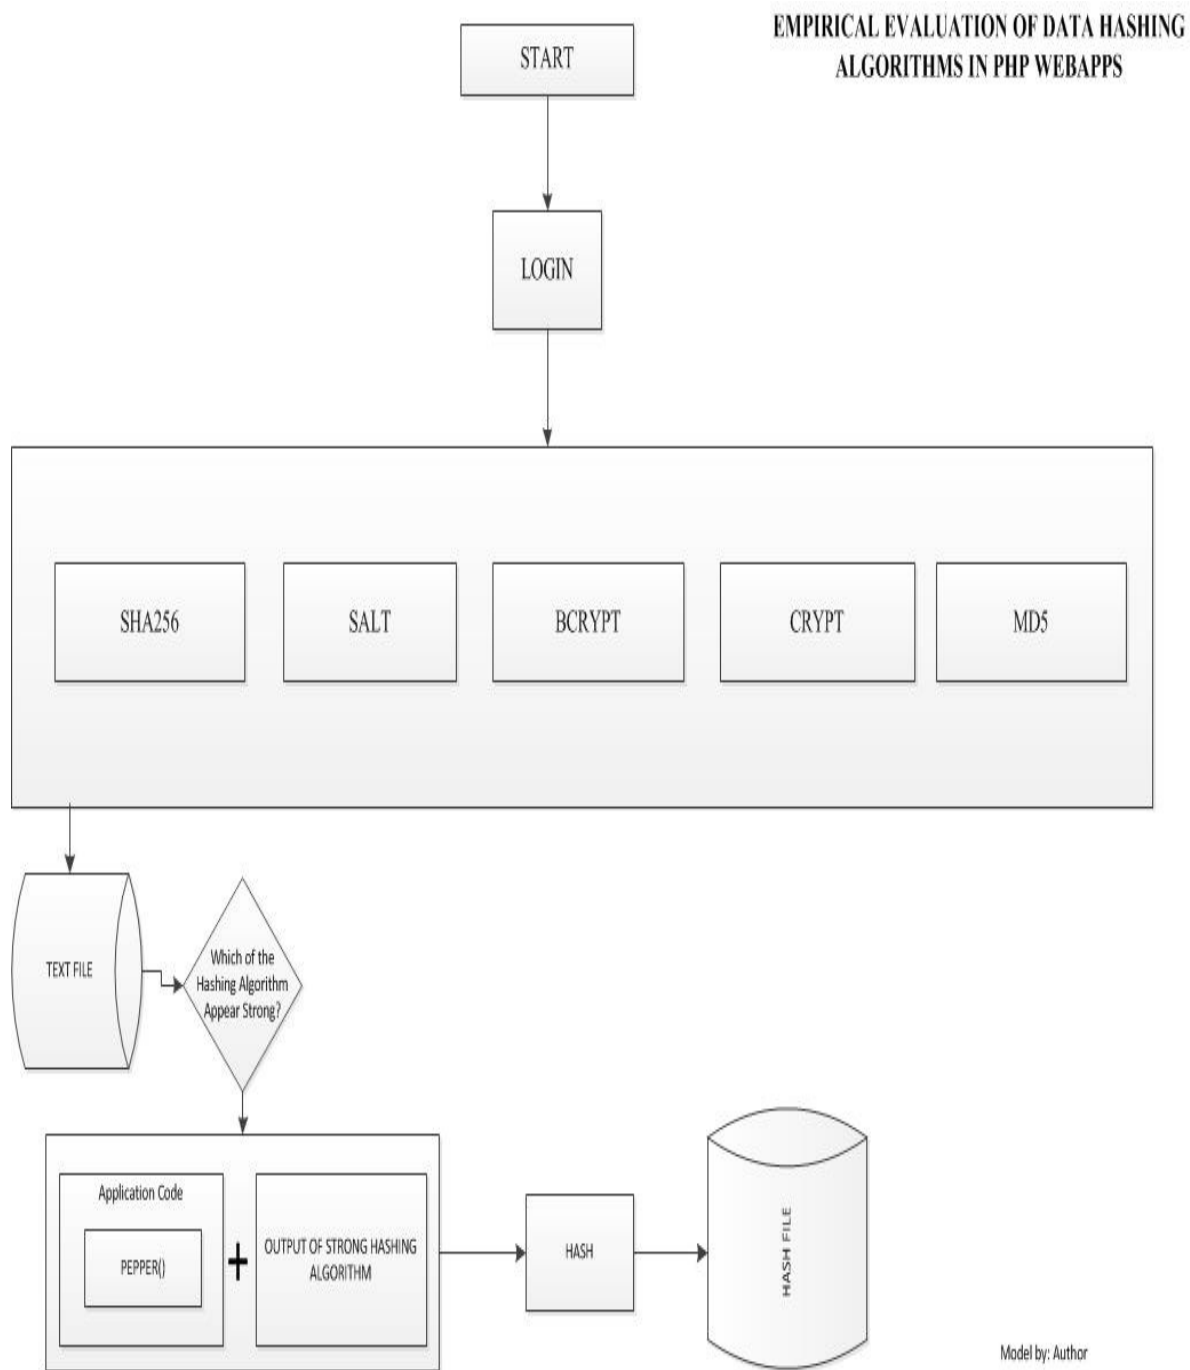 EMPIRICAL EVALUATION OF DATA HASHING
ALGORITHMS IN PHP WEBAPPS
START
LOGIN
SHA256
SALT
BCRYPT
CRYPT
MD5
TEXT FILE
Which of the
Hashing Algorithm
Appear Strong?
Application Code
PEPPER()
+
OUTPUT OF STRONG HASHING
ALGORITHM
HASH
HASH FILE
Model by: Author